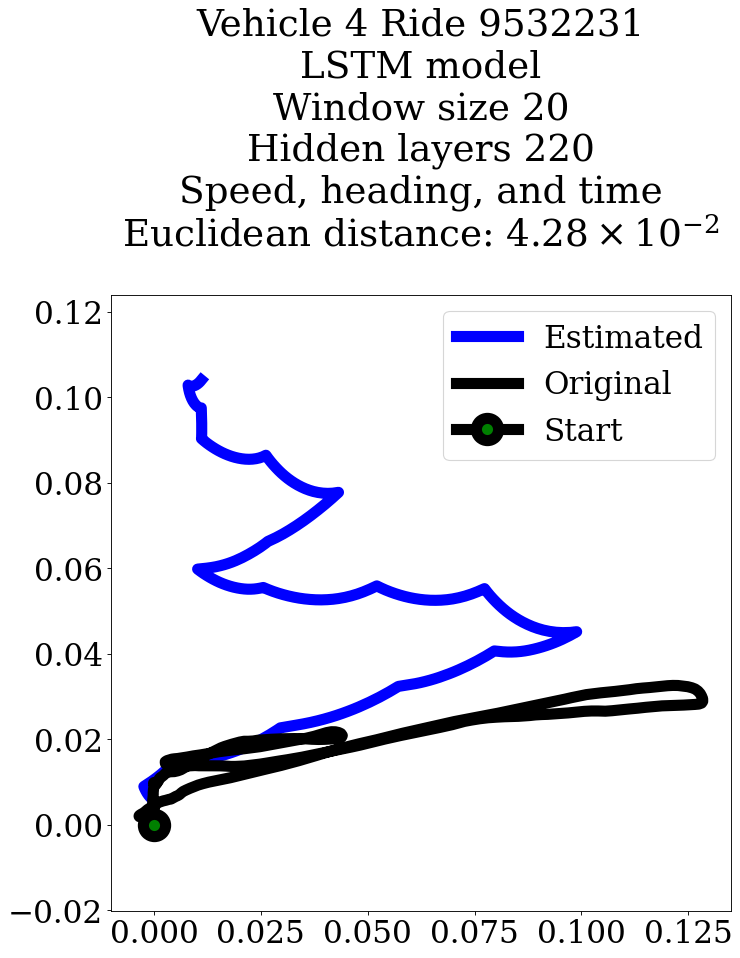 Vehicle 4 Ride 9532231
LSTM model
Window size 20
Hidden layers 220
Speed, heading, and time
Euclidean distance: 4.28 × 10⁻²
Estimated
Original
Start
0.12
0.10
0.08
0.06
0.04
0.02
0.00
−0.02
0.000 0.025 0.050 0.075 0.100 0.125